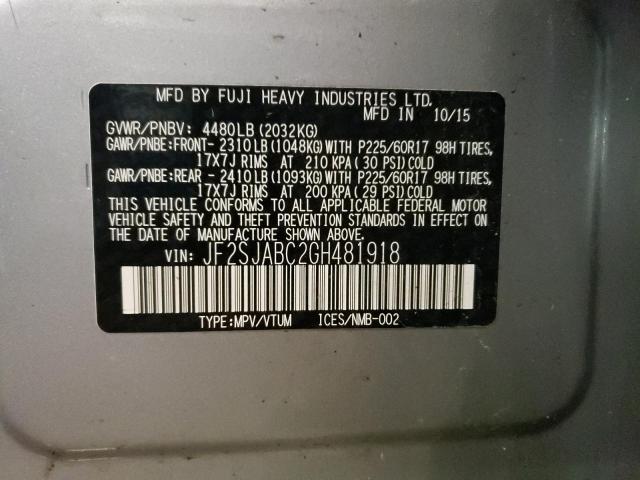 MFD BY FUJI HEAVY INDUSTRIES LTD.
MFD IN 10/15
GVWR/PNBV: 4480LB (2032KG)
GAWR/PNBE:FRONT- 2310LB (1048KG) WITH P225/60R17 98H TIRES,
17X7J RIMS AT 210 KPA ( 30 PSI) COLD
GAWR/PNBE:REAR - 2410LB (1093KG) WITH P225/60R17 98H TIRES,
17X7J RIMS AT 200 KPA (29 PSI) COLD
THIS VEHICLE CONFORMS TO ALL APPLICABLE FEDERAL MOTOR
VEHICLE SAFETY AND THEFT PREVENTION STANDARDS IN EFFECT ON
THE DATE OF MANUFACTURE SHOWN ABOVE.
VIN: JF2SJABC2GH481918
TYPE:MPV/VTUM ICES/NMB-002